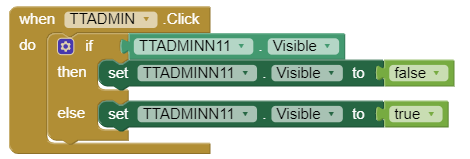 when TTADMIN .Click
do if TTADMINN11 . Visible
then set TTADMINN11 . Visible to false
else set TTADMINN11 . Visible to true